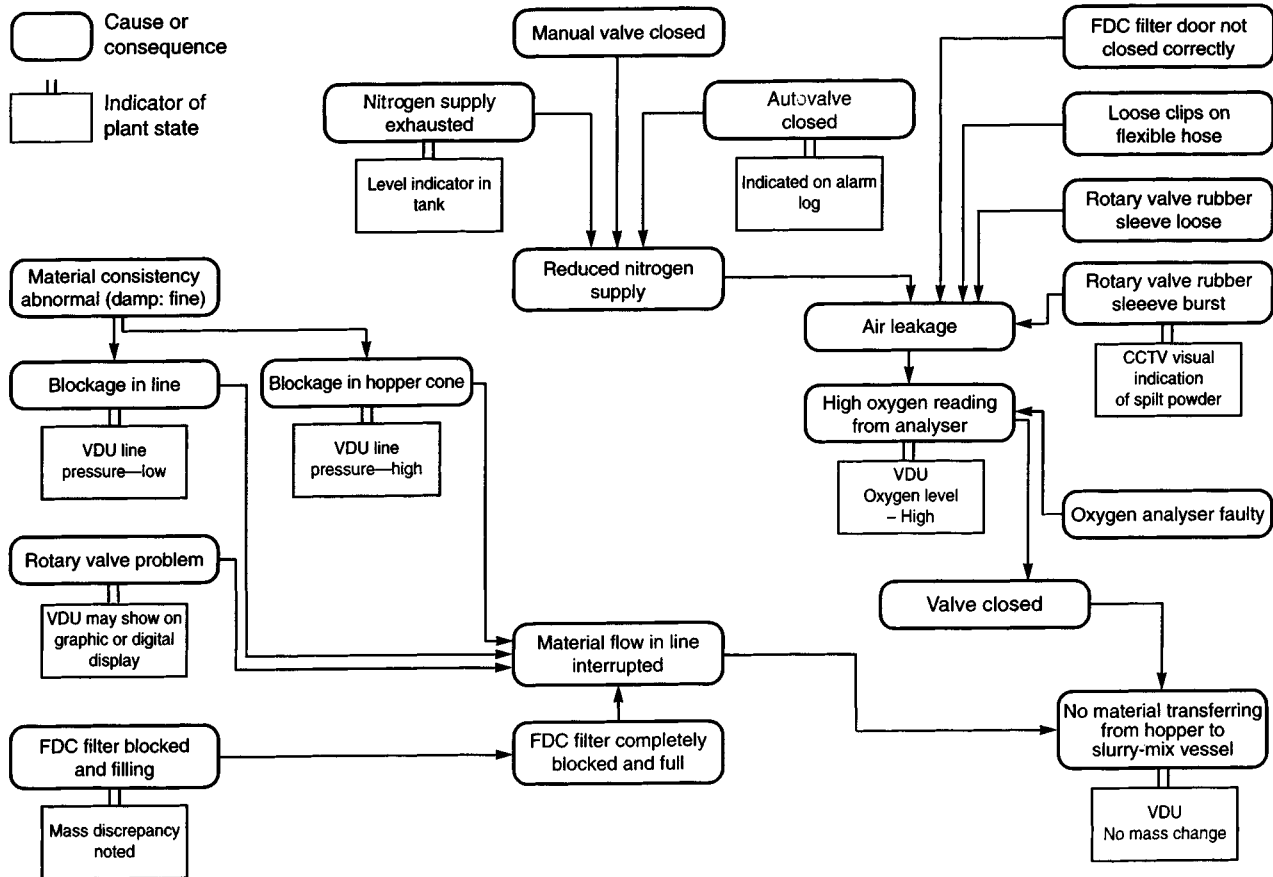 Cause or
consequence
Indicator of
plant state
Manual valve closed
FDC filter door not
closed correctly
Nitrogen supply
exhausted
Autovalve
closed
Loose clips on
flexible hose
Level indicator in
tank
Indicated on alarm
log
Rotary valve rubber
sleeve loose
Material consistency
abnormal (damp: fine)
Reduced nitrogen
supply
Rotary valve rubber
sleeeve burst
Air leakage
CCTV visual
indication
of spilt powder
Blockage in line
Blockage in hopper cone
High oxygen reading
from analyser
VDU line
pressure—low
VDU line
pressure—high
VDU
Oxygen level
– High
Oxygen analyser faulty
Rotary valve problem
Valve closed
VDU may show on
graphic or digital
display
Material flow in line
interrupted
No material transferring
from hopper to
slurry-mix vessel
FDC filter blocked
and filling
FDC filter completely
blocked and full
Mass discrepancy
noted
VDU
No mass change